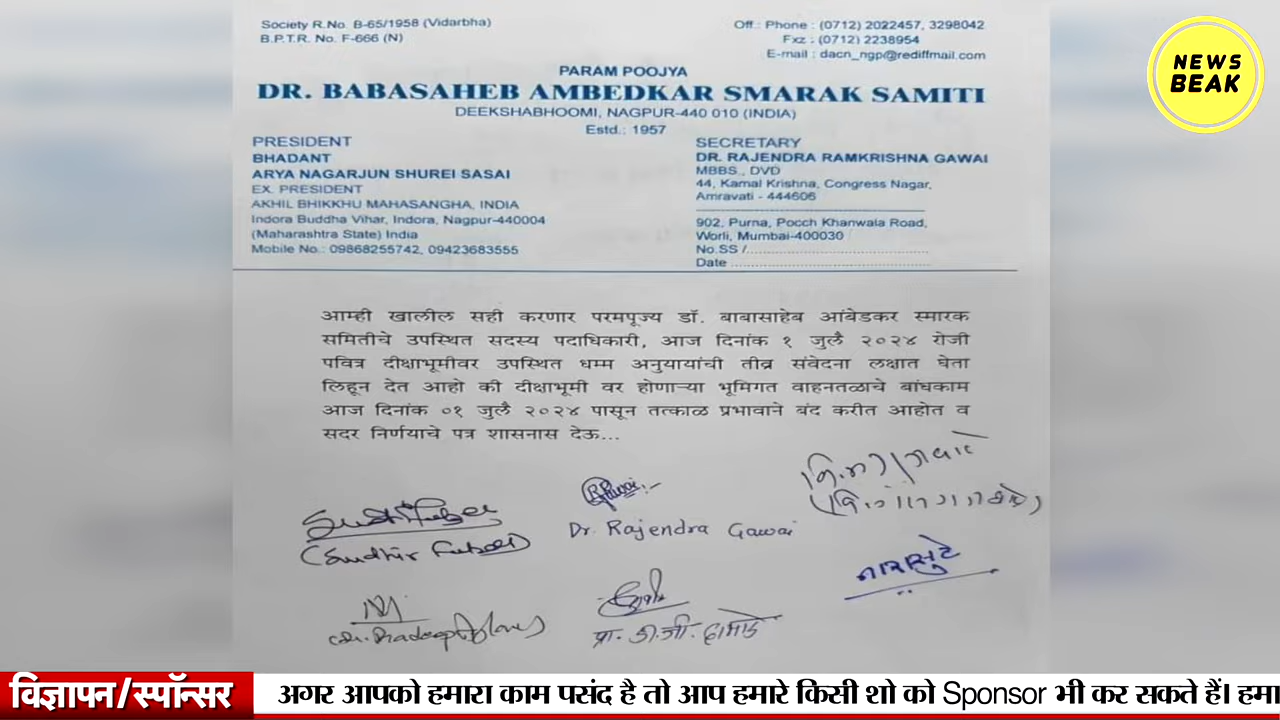 Society R.No. B-65/1958 (Vidarbha)
B.P.T.R. No. F-666 (N)
Off.: Phone : (0712) 2022457, 3298042
Fxz : (0712) 2238954
E-mail : dacn_ngp@rediffmail.com
NEWS
BEAK
PARAM POOJYA
DR. BABASAHEB AMBEDKAR SMARAK SAMITI
DEEKSHABHOOMI, NAGPUR-440 010 (INDIA)
Estd.: 1957
PRESIDENT
BHADANT
ARYA NAGARJUN SHUREI SASAI
EX. PRESIDENT
AKHIL BHIKKHU MAHASANGHA, INDIA
Indora Buddha Vihar, Indora, Nagpur-440004
(Maharashtra State) India
Mobile No.: 09868255742, 09423683555
SECRETARY
DR. RAJENDRA RAMKRISHNA GAWAI
MBBS., DVD
44, Kamal Krishna, Congress Nagar,
Amravati - 444606
902, Purna, Pocch Khanwala Road,
Worli, Mumbai-400030
No.SS /
Date
आम्ही खालील सही करणार परमपूज्य डॉ. बाबासाहेब आंबेडकर स्मारक
समितीचे उपस्थित सदस्य पदाधिकारी, आज दिनांक १ जुलै २०२४ रोजी
पवित्र दीक्षाभूमीवर उपस्थित धम्म अनुयायांची तीव्र संवेदना लक्षात घेता
लिहून देत आहो की दीक्षाभूमी वर होणाऱ्या भूमिगत वाहनतळाचे बांघकाम
आज दिनांक ०१ जुलै २०२४ पासून तत्काळ प्रभावाने बंद करीत आहोत व
सदर निर्णयाचे पत्र शासनास देऊ...
Dr. Rajendra Gawai
विज्ञापन/स्पॉन्सर
अगर आपको हमारा काम पसंद है तो आप हमारे किसी शो को Sponsor भी कर सकते हैं। हमा